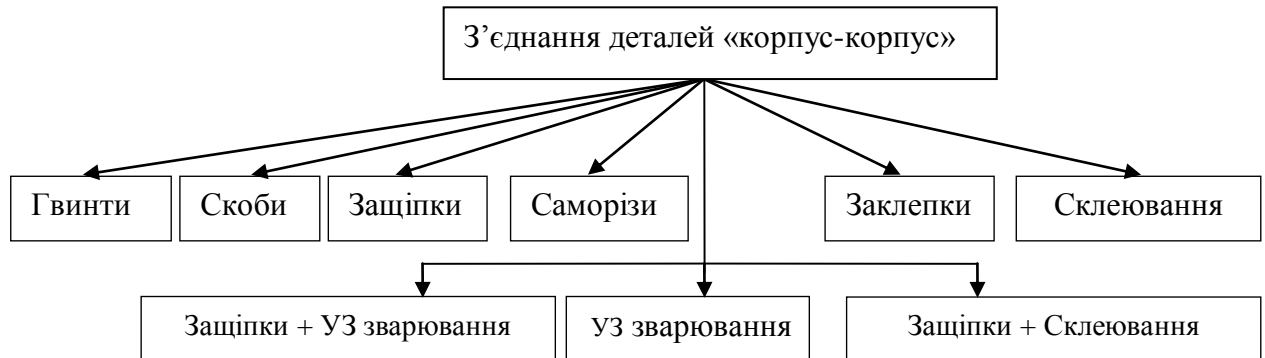 З’єднання деталей «корпус-корпус»
Гвинти
Скоби
Защіпки
Саморізи
Заклепки
Склеювання
Защіпки + УЗ зварювання
УЗ зварювання
Защіпки + Склеювання